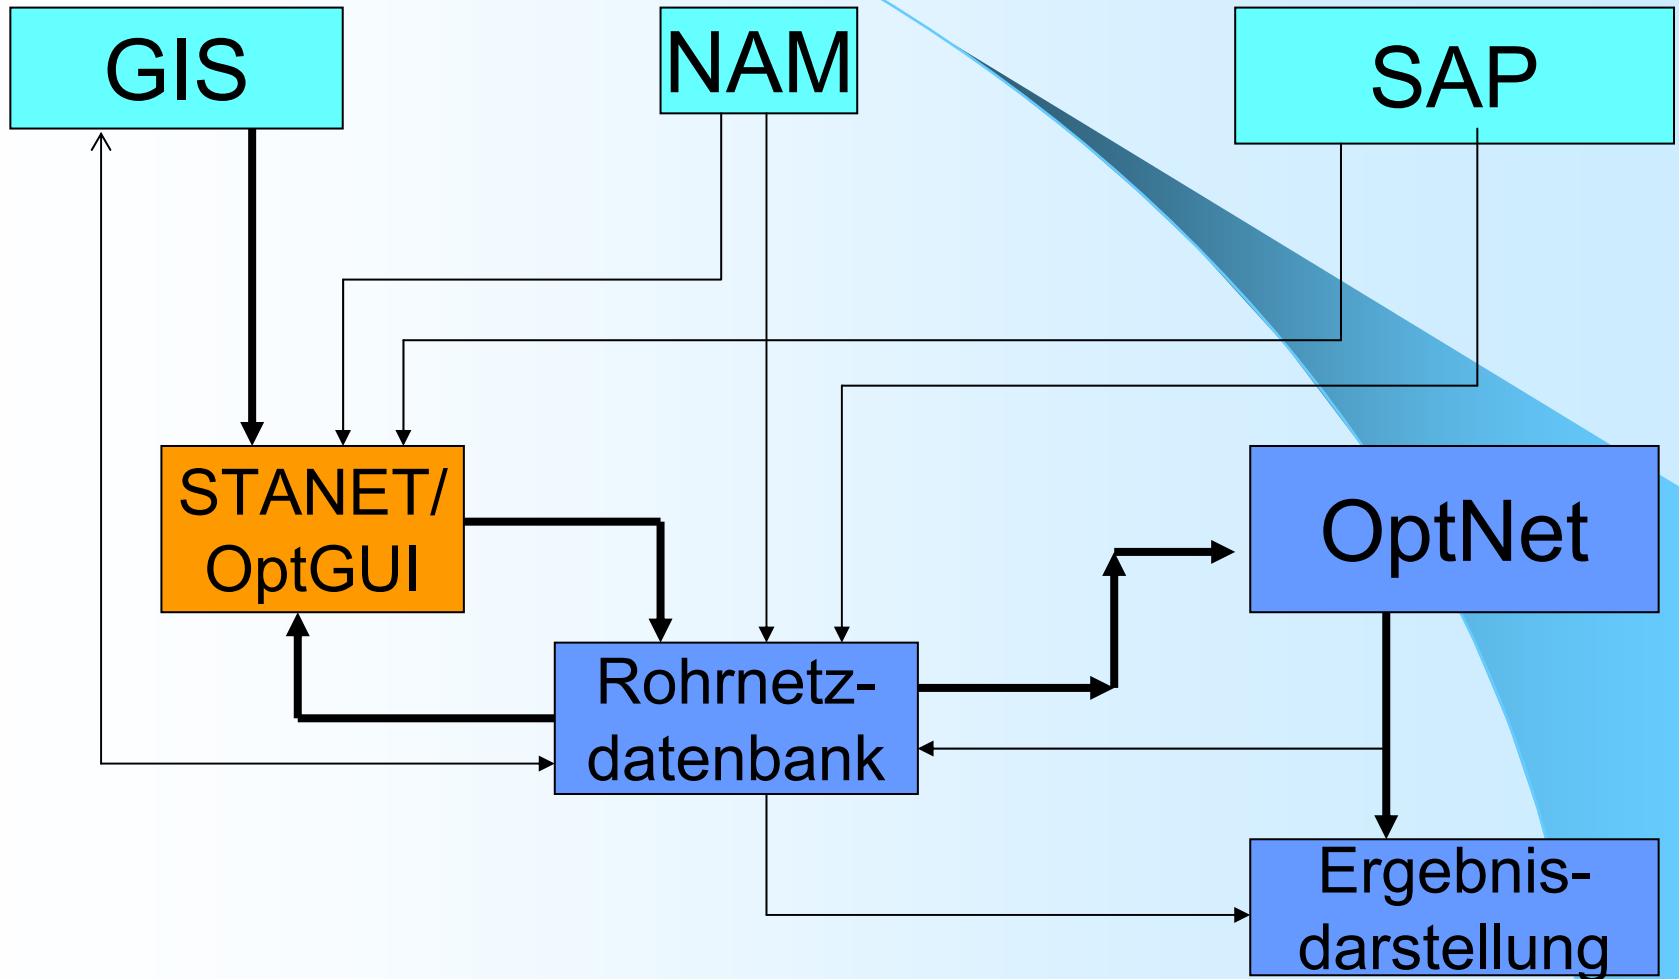 GIS
NAM
SAP
STANET/
OptGUI
OptNet
Rohrnetz-
datenbank
Ergebnis-
darstellung